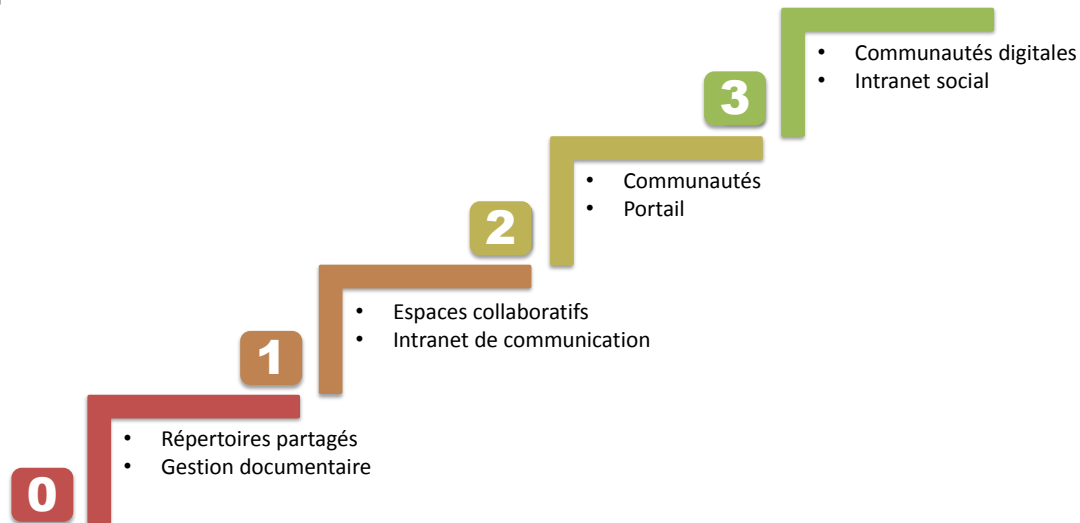 3
• Communautés digitales
• Intranet social
2
• Communautés
• Portail
1
• Espaces collaboratifs
• Intranet de communication
0
• Répertoires partagés
• Gestion documentaire